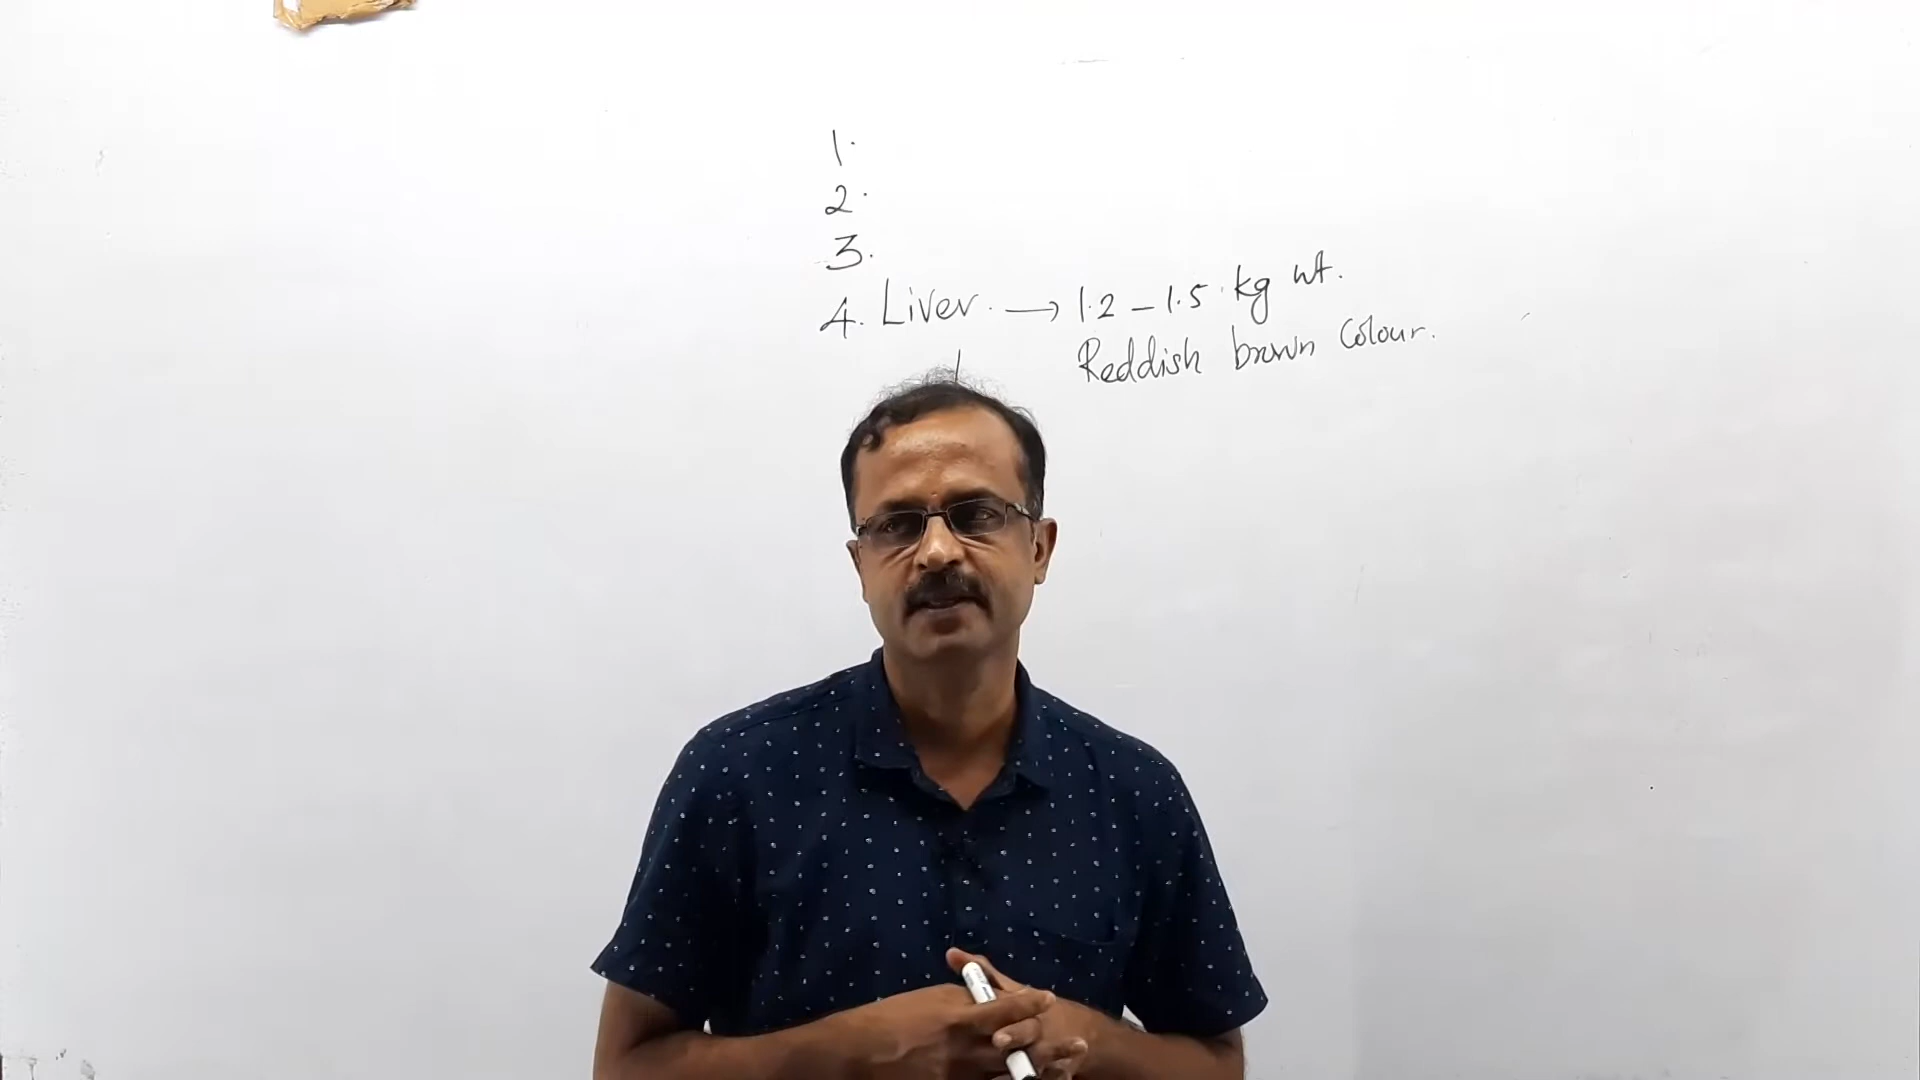 1.
2.
3.
4. Liver. → 1.2 - 1.5 kg wt.
Reddish brown colour.